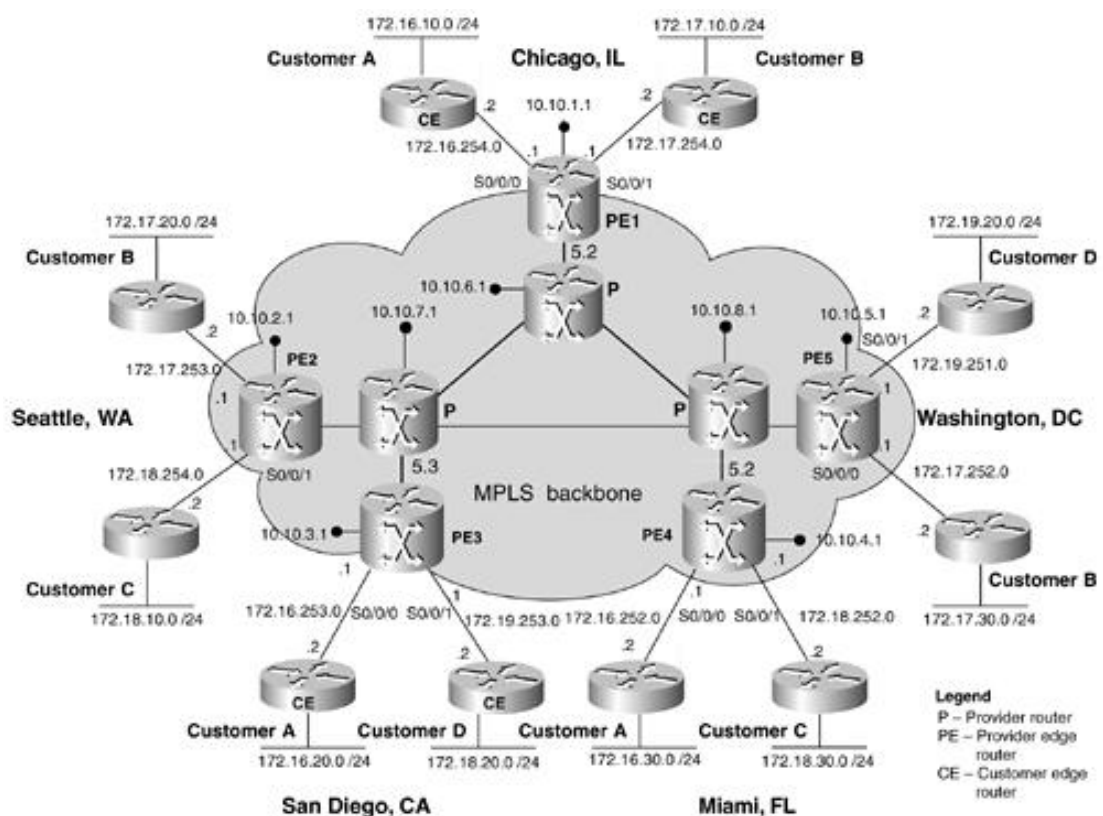 172.16.10.0 /24
172.17.10.0 /24
Customer A
Chicago, IL
Customer B
10.10.1.1
.2
.2
CE
CE
172.16.254.0
172.17.254.0
.1
.1
S0/0/0
S0/0/1
PE1
172.17.20.0 /24
172.19.20.0 /24
5.2
Customer B
Customer D
10.10.6.1
P
10.10.2.1
10.10.7.1
10.10.8.1
10.10.5.1
.2
.2
S0/0/1
PE2
PE5
172.17.253.0
172.19.251.0
.1
.1
P
P
Seattle, WA
Washington, DC
.1
.1
172.18.254.0
S0/0/1
5.3
5.2
S0/0/0
172.17.252.0
MPLS backbone
.2
10.10.3.1
PE3
PE4
10.10.4.1
.2
.1
.1
Customer C
Customer B
172.18.10.0 /24
172.17.30.0 /24
172.16.253.0
S0/0/0
S0/0/1
.1
172.19.253.0
172.16.252.0
.1
S0/0/0
S0/0/1
172.18.252.0
.2
.2
.2
.2
CE
CE
Customer A
Customer D
Customer A
Customer C
172.16.20.0 /24
172.18.20.0 /24
172.16.30.0 /24
172.18.30.0 /24
San Diego, CA
Miami, FL
Legend
P – Provider router
PE – Provider edge
router
CE – Customer edge
router